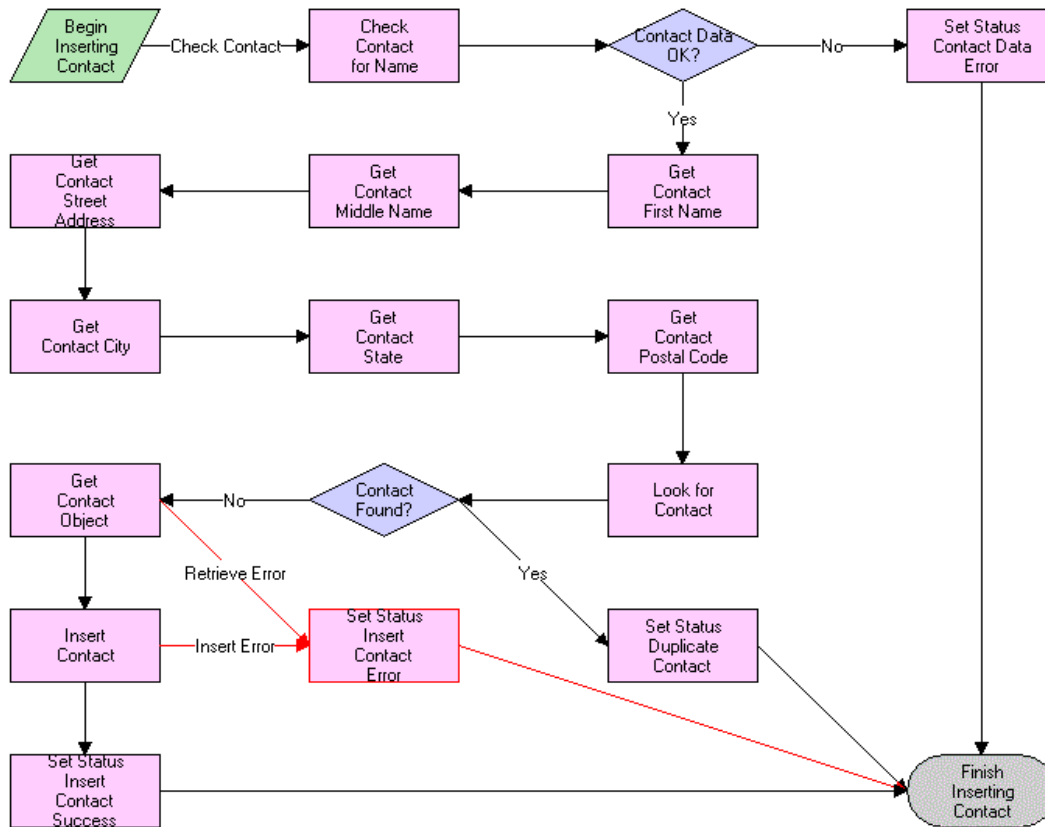 Begin
Inserting
Contact
Check Contact
Check
Contact
for Name
Contact Data
OK?
No
Set Status
Contact Data
Error
Yes
Get
Contact
Street
Address
Get
Contact
Middle Name
Get
Contact
First Name
Get
Contact City
Get
Contact
State
Get
Contact
Postal Code
Get
Contact
Object
No
Contact
Found?
Look for
Contact
Retrieve Error
Yes
Insert
Contact
Insert Error
Set Status
Insert
Contact
Error
Set Status
Duplicate
Contact
Set Status
Insert
Contact
Success
Finish
Inserting
Contact